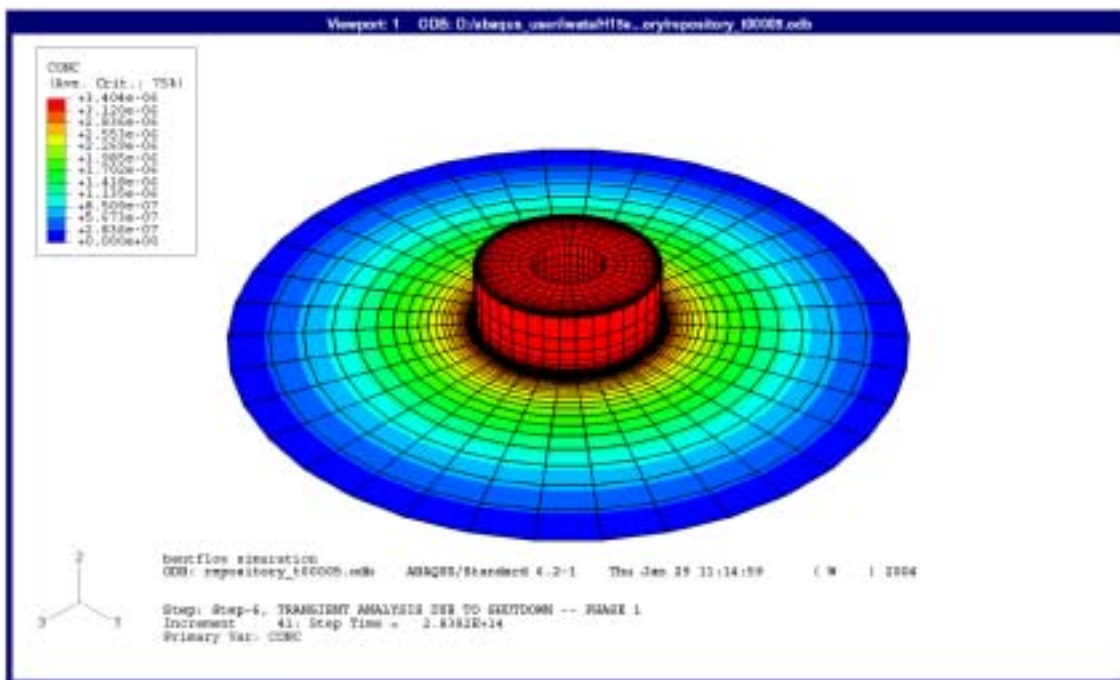 Viewport: 1 ODB: D:/abaqus_user/watal/H15e...ory/repository_t00005.odb
CONC
(Ave. Crit.: 75%)
+3.404e-06
+3.120e-06
+2.836e-06
+2.553e-06
+2.269e-06
+1.985e-06
+1.702e-06
+1.418e-06
+1.135e-06
+8.509e-07
+5.673e-07
+2.836e-07
+0.000e+00
2
3
1
bentflow simuration
ODB: repository_t00005.odb ABAQUS/Standard 6.2-1 Thu Jan 29 11:14:59 ( W ) 2004
Step: Step-6, TRANSIENT ANALYSIS DUE TO SHUTDOWN -- PHASE 1
Increment 41: Step Time = 2.8382E+14
Primary Var: CONC